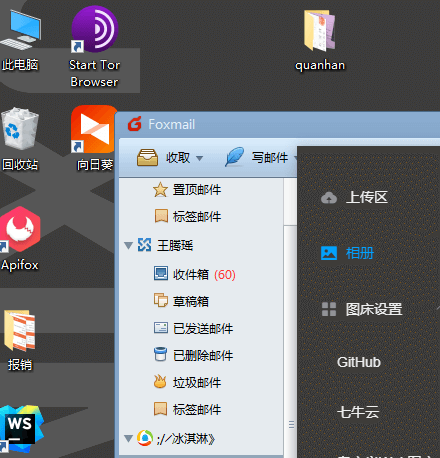 此电脑
Start Tor
Browser
quanhan
回收站
向日葵
Apifox
报销
WS
Foxmail
收取
写邮件
置顶邮件
标签邮件
王腾瑶
收件箱 (60)
草稿箱
已发送邮件
已删除邮件
垃圾邮件
标签邮件
;/╱冰淇淋》
上传区
相册
图床设置
GitHub
七牛云